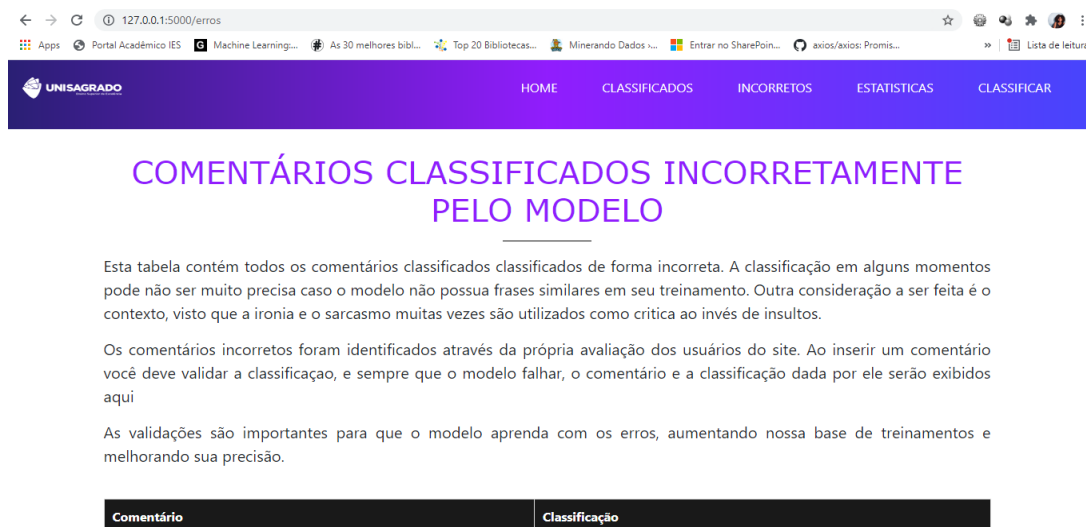 127.0.0.1:5000/erros
Apps Portal Acadêmico IES G Machine Learning:... As 30 melhores bibl... Top 20 Bibliotecas... Minerando Dados ›... Entrar no SharePoin... axios/axios: Promis... » Lista de leitura
UNISAGRADO HOME CLASSIFICADOS INCORRETOS ESTATISTICAS CLASSIFICAR
COMENTÁRIOS CLASSIFICADOS INCORRETAMENTE
PELO MODELO
Esta tabela contém todos os comentários classificados classificados de forma incorreta. A classificação em alguns momentos
pode não ser muito precisa caso o modelo não possua frases similares em seu treinamento. Outra consideração a ser feita é o
contexto, visto que a ironia e o sarcasmo muitas vezes são utilizados como critica ao invés de insultos.
Os comentários incorretos foram identificados através da própria avaliação dos usuários do site. Ao inserir um comentário
você deve validar a classificaçao, e sempre que o modelo falhar, o comentário e a classificação dada por ele serão exibidos
aqui
As validações são importantes para que o modelo aprenda com os erros, aumentando nossa base de treinamentos e
melhorando sua precisão.
Comentário Classificação